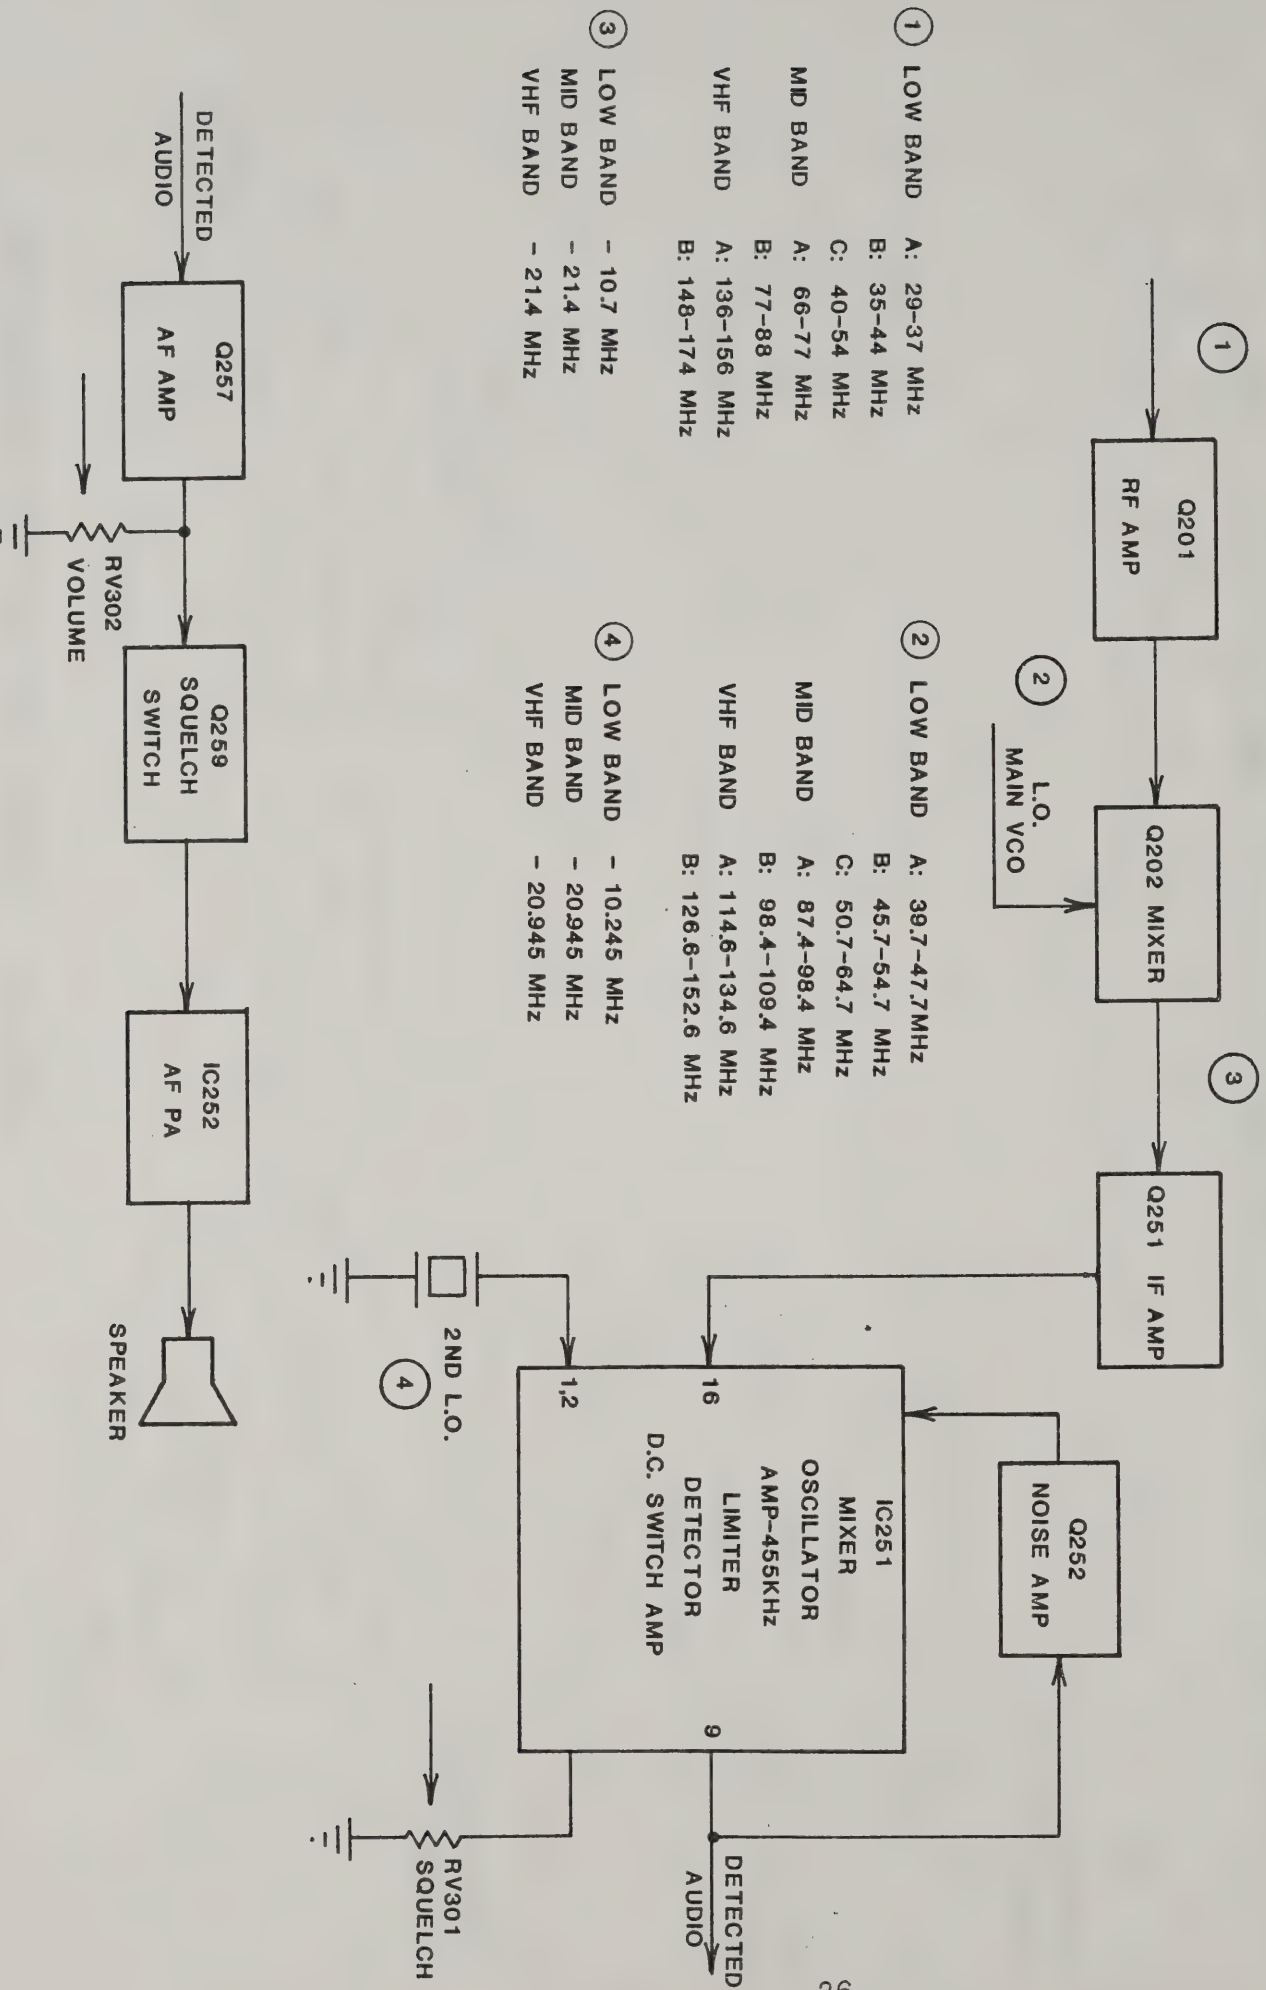 1
Q201
RF AMP
2
L.O.
MAIN VCO
Q202 MIXER
3
Q251 IF AMP
Q252
NOISE AMP
1 LOW BAND A: 29-37 MHz
B: 35-44 MHz
C: 40-54 MHz
MID BAND A: 66-77 MHz
B: 77-88 MHz
VHF BAND A: 136-156 MHz
B: 148-174 MHz
2 LOW BAND A: 39.7-47.7MHz
B: 45.7-54.7 MHz
C: 50.7-64.7 MHz
MID BAND A: 87.4-98.4 MHz
B: 98.4-109.4 MHz
VHF BAND A: 114.6-134.6 MHz
B: 126.6-152.6 MHz
3 LOW BAND - 10.7 MHz
MID BAND - 21.4 MHz
VHF BAND - 21.4 MHz
4 LOW BAND - 10.245 MHz
MID BAND - 20.945 MHz
VHF BAND - 20.945 MHz
IC251
MIXER
OSCILLATOR
AMP-455KHz
LIMITER
DETECTOR
D.C. SWITCH AMP
16
1,2
9
DETECTED
AUDIO
2ND L.O.
4
RV301
SQUELCH
DETECTED
AUDIO
Q257
AF AMP
RV302
VOLUME
Q259
SQUELCH
SWITCH
IC252
AF PA
SPEAKER